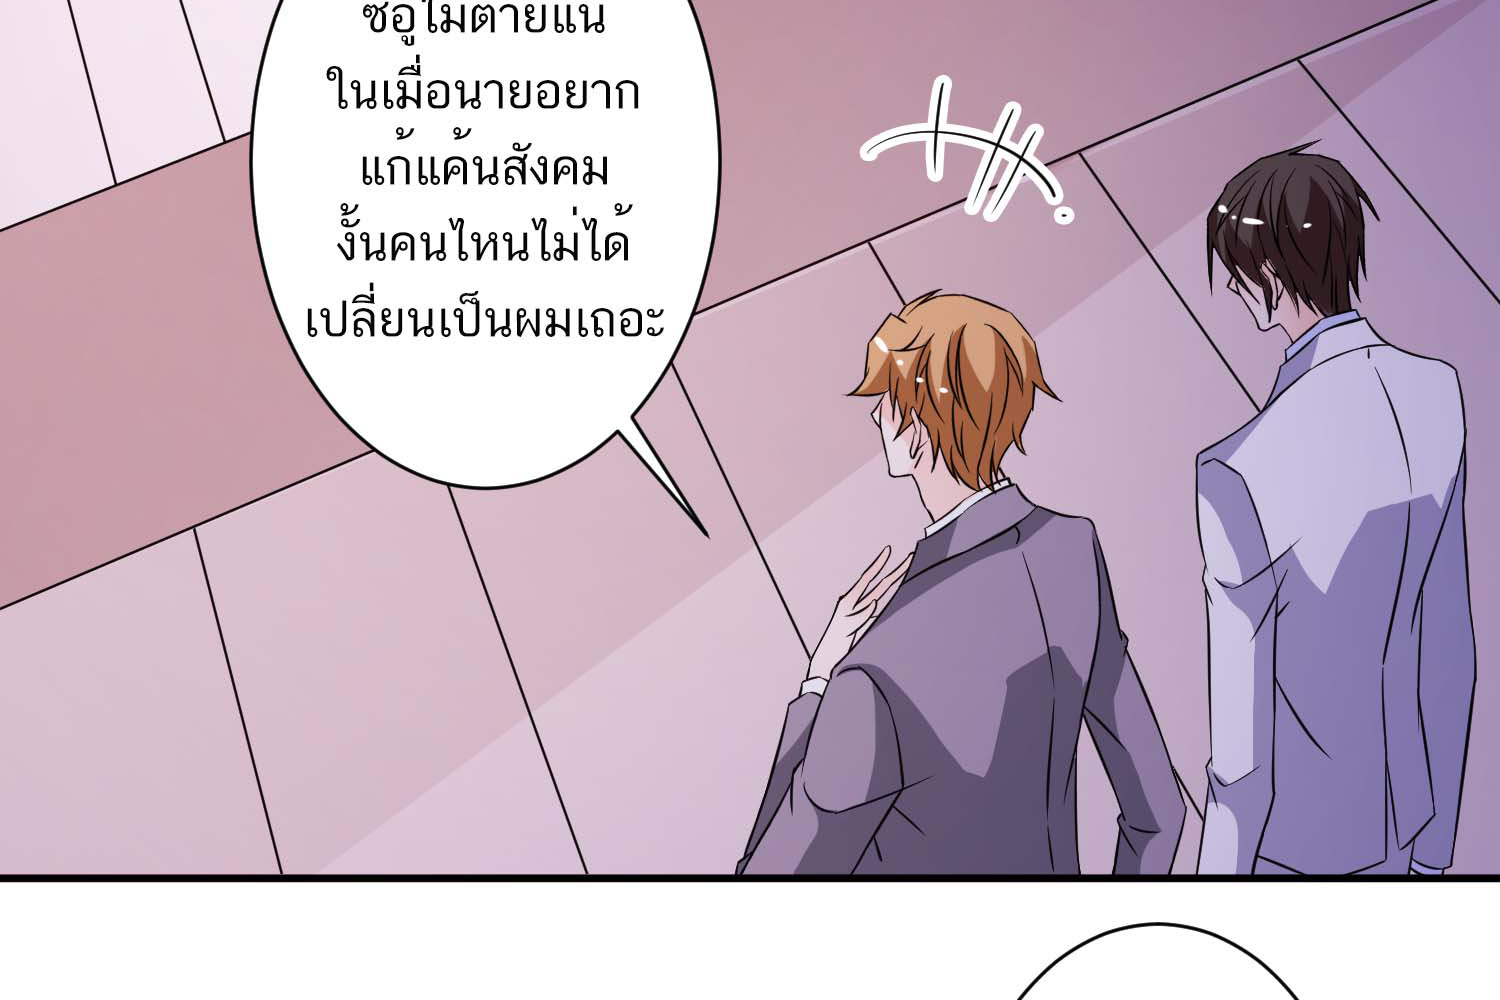 ซือู่ไม่ตายแน่
ในเมื่อนายอยาก
แก้แค้นสังคม
งั้นคนไหนไม่ได้
เปลี่ยนเป็นผมเถอะ